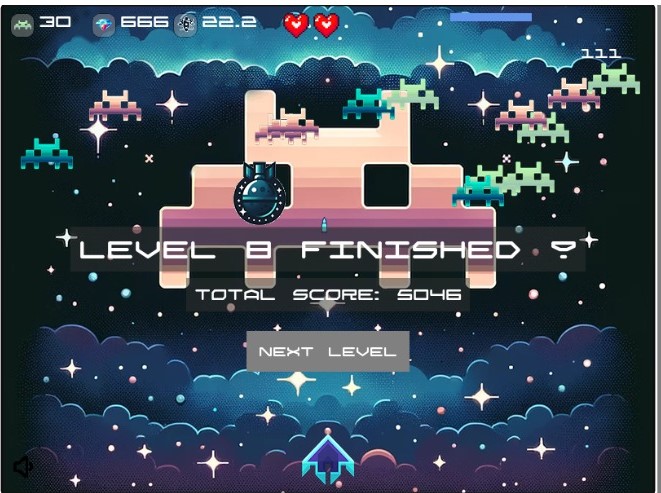 30 666 22.2
111
LEVEL 8 FINISHED
TOTAL SCORE: 5046
NEXT LEVEL